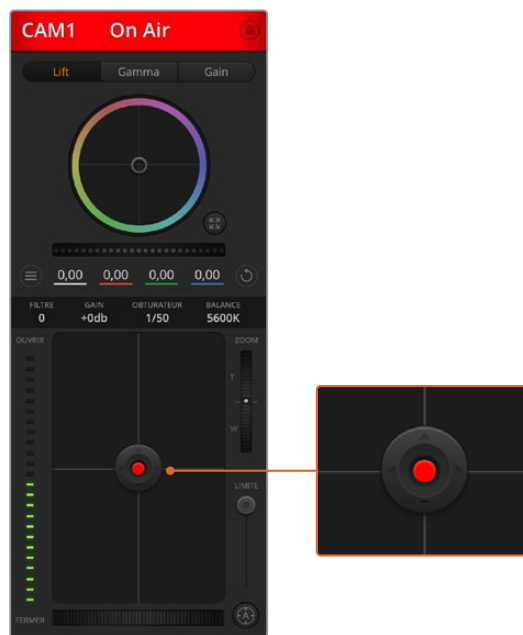 CAM1 On Air
Lift Gamma Gain
0,00 0,00 0,00 0,00
FILTRE GAIN OBTURATEUR BALANCE
0 +0db 1/50 5600K
OUVRIR ZOOM
T
W
LIMITE
A
FERMER